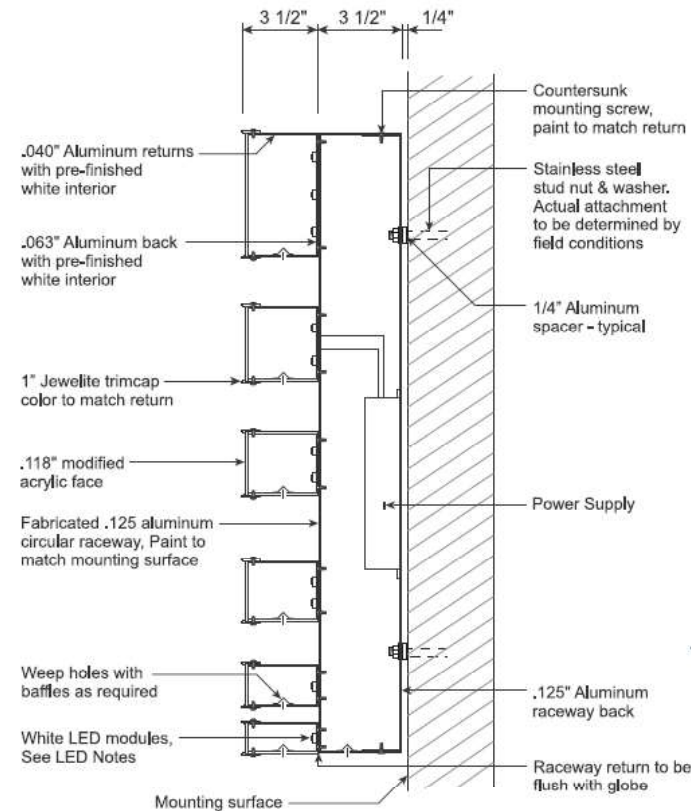 3 1/2" 3 1/2" 1/4"
.040" Aluminum returns
with pre-finished
white interior
.063" Aluminum back
with pre-finished
white interior
1" Jewelite trimcap
color to match return
.118" modified
acrylic face
Fabricated .125 aluminum
circular raceway, Paint to
match mounting surface
Weep holes with
baffles as required
White LED modules,
See LED Notes
Mounting surface
Countersunk
mounting screw,
paint to match return
Stainless steel
stud nut & washer.
Actual attachment
to be determined by
field conditions
1/4" Aluminum
spacer - typical
Power Supply
.125" Aluminum
raceway back
Raceway return to be
flush with globe